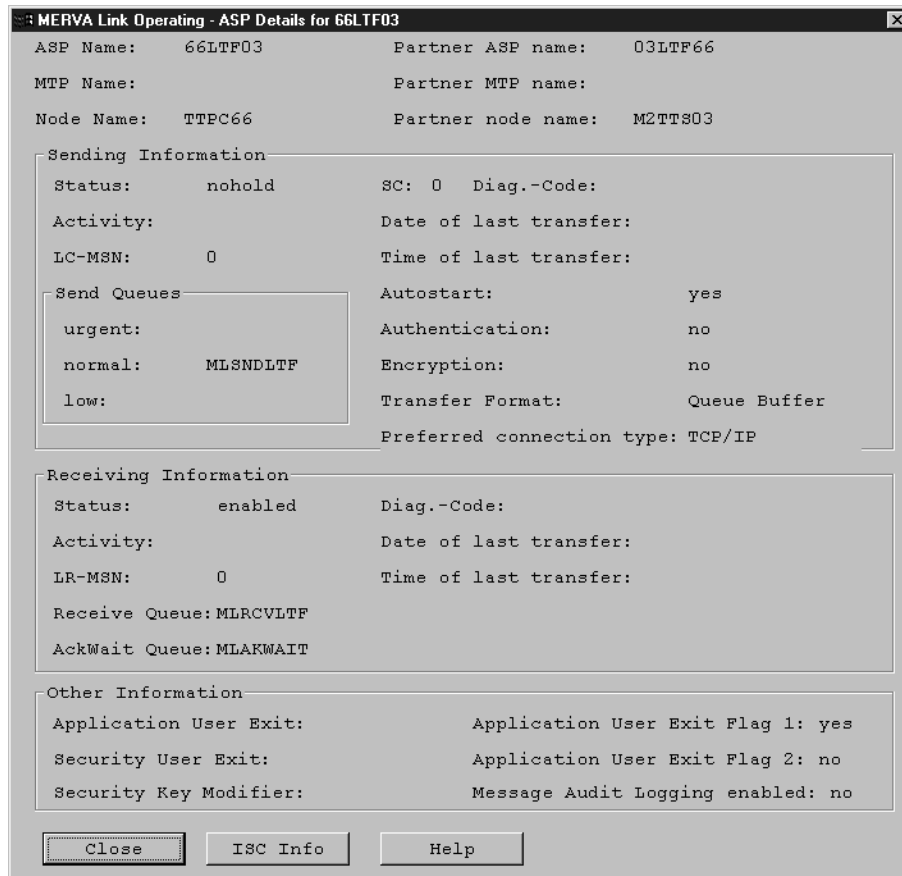 MERVA Link Operating - ASP Details for 66LTF03
ASP Name: 66LTF03 Partner ASP name: 03LTF66
MTP Name: Partner MTP name:
Node Name: TTPC66 Partner node name: M2TTS03
Sending Information
Status: nohold SC: 0 Diag.-Code:
Activity: Date of last transfer:
LC-MSN: 0 Time of last transfer:
Send Queues Autostart: yes
urgent: Authentication: no
normal: MLSNDLTF Encryption: no
low: Transfer Format: Queue Buffer
Preferred connection type: TCP/IP
Receiving Information
Status: enabled Diag.-Code:
Activity: Date of last transfer:
LR-MSN: 0 Time of last transfer:
Receive Queue: MLRCVLTF
AckWait Queue: MLAKWAIT
Other Information
Application User Exit: Application User Exit Flag 1: yes
Security User Exit: Application User Exit Flag 2: no
Security Key Modifier: Message Audit Logging enabled: no
Close ISC Info Help